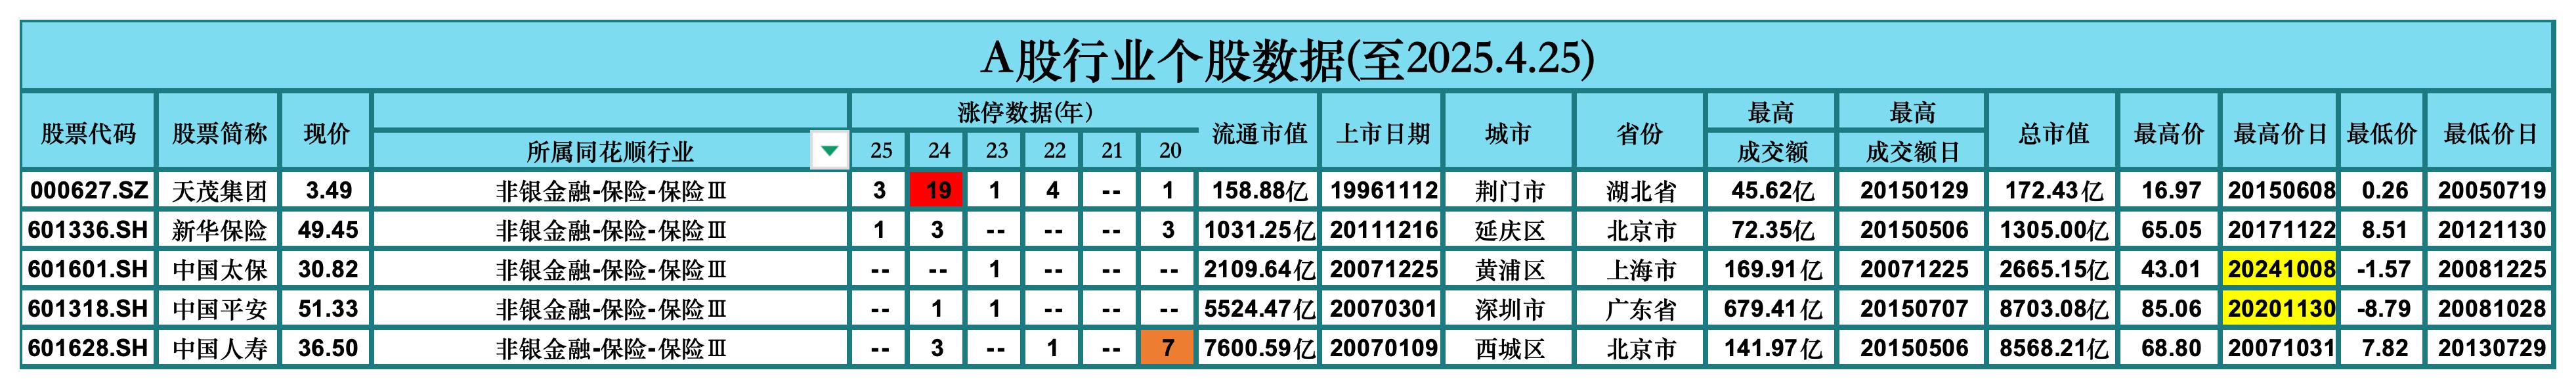 A股行业个股数据(至2025.4.25)
股票代码 股票简称 现价 所属同花顺行业 涨停数据(年) 25 24 23 22 21 20 流通市值 上市日期 城市 省份 最高成交额 最高成交额日 总市值 最高价 最高价日 最低价 最低价日
000627.SZ 天茂集团 3.49 非银金融-保险-保险Ⅲ 3 19 1 4 -- 1 158.88亿 19961112 荆门市 湖北省 45.62亿 20150129 172.43亿 16.97 20150608 0.26 20050719
601336.SH 新华保险 49.45 非银金融-保险-保险Ⅲ 1 3 -- -- -- 3 1031.25亿 20111216 延庆区 北京市 72.35亿 20150506 1305.00亿 65.05 20171122 8.51 20121130
601601.SH 中国太保 30.82 非银金融-保险-保险Ⅲ -- -- 1 -- -- -- 2109.64亿 20071225 黄浦区 上海市 169.91亿 20071225 2665.15亿 43.01 20241008 -1.57 20081225
601318.SH 中国平安 51.33 非银金融-保险-保险Ⅲ -- 1 1 -- -- -- 5524.47亿 20070301 深圳市 广东省 679.41亿 20150707 8703.08亿 85.06 20201130 -8.79 20081028
601628.SH 中国人寿 36.50 非银金融-保险-保险Ⅲ -- 3 -- 1 -- 7 7600.59亿 20070109 西城区 北京市 141.97亿 20150506 8568.21亿 68.80 20071031 7.82 20130729